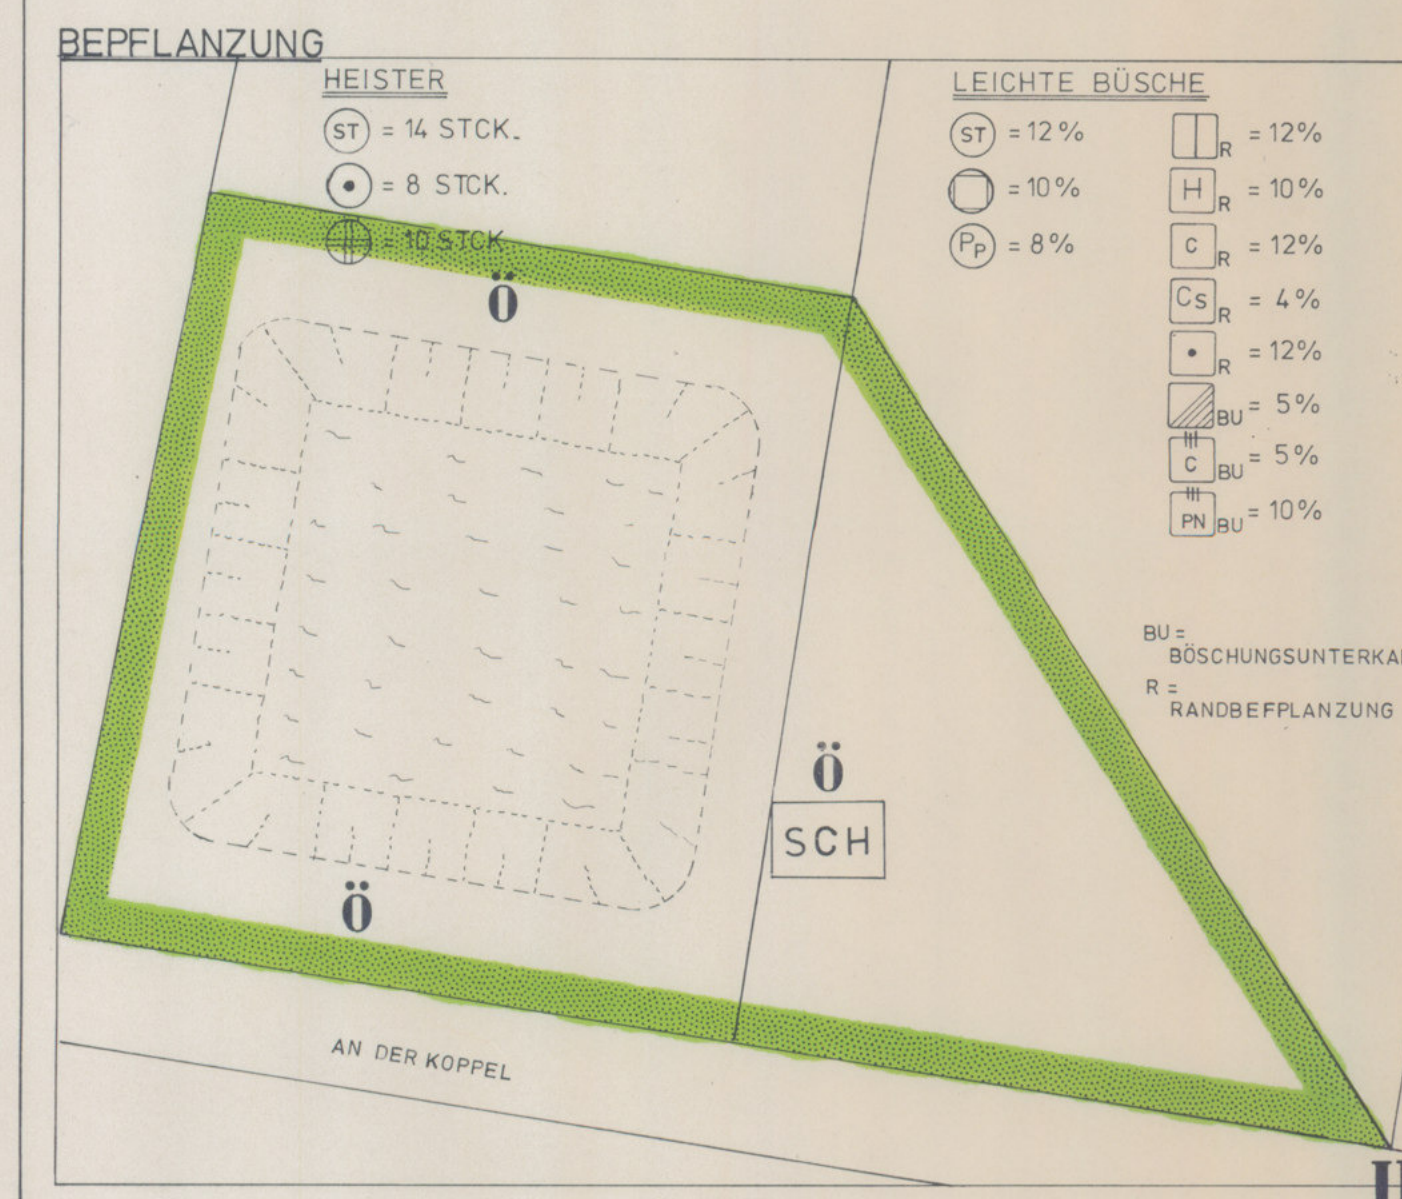 BEPFLANZUNG
HEISTER
ST = 14 STCK.
= 8 STCK.
= 10 STCK
LEICHTE BÜSCHE
ST = 12%
= 10%
PP = 8%
R = 12%
H R = 10%
C R = 12%
CS R = 4%
R = 12%
BU = 5%
C BU = 5%
PN BU = 10%
BU =
BÖSCHUNGSUNTERKA
R =
RANDBEFPLANZUNG
Ö
Ö
SCH
Ö
AN DER KOPPEL